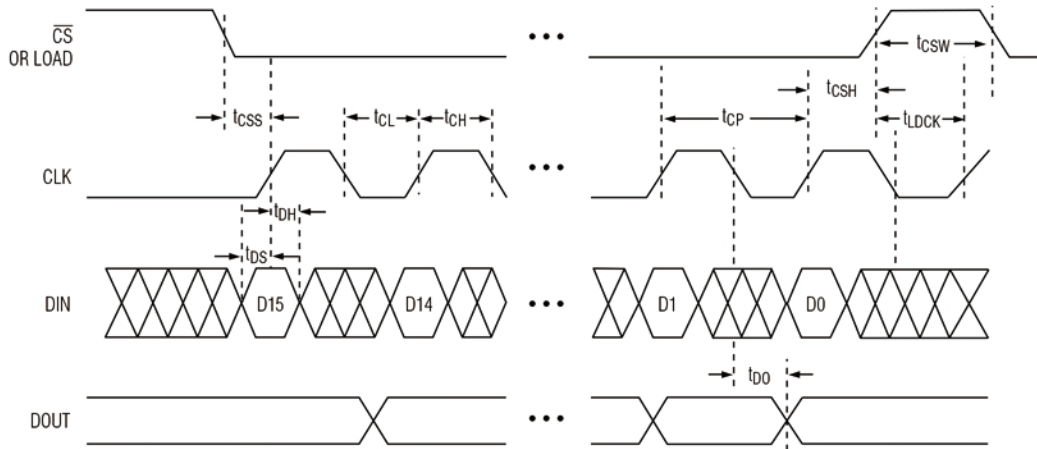 CS
OR LOAD
• • •
tCSW
tCSH
tCSS
tCL
tCH
tCP
tLDCK
CLK
• • •
tDH
tDS
DIN
D15
D14
• • •
D1
D0
tDO
DOUT
• • •